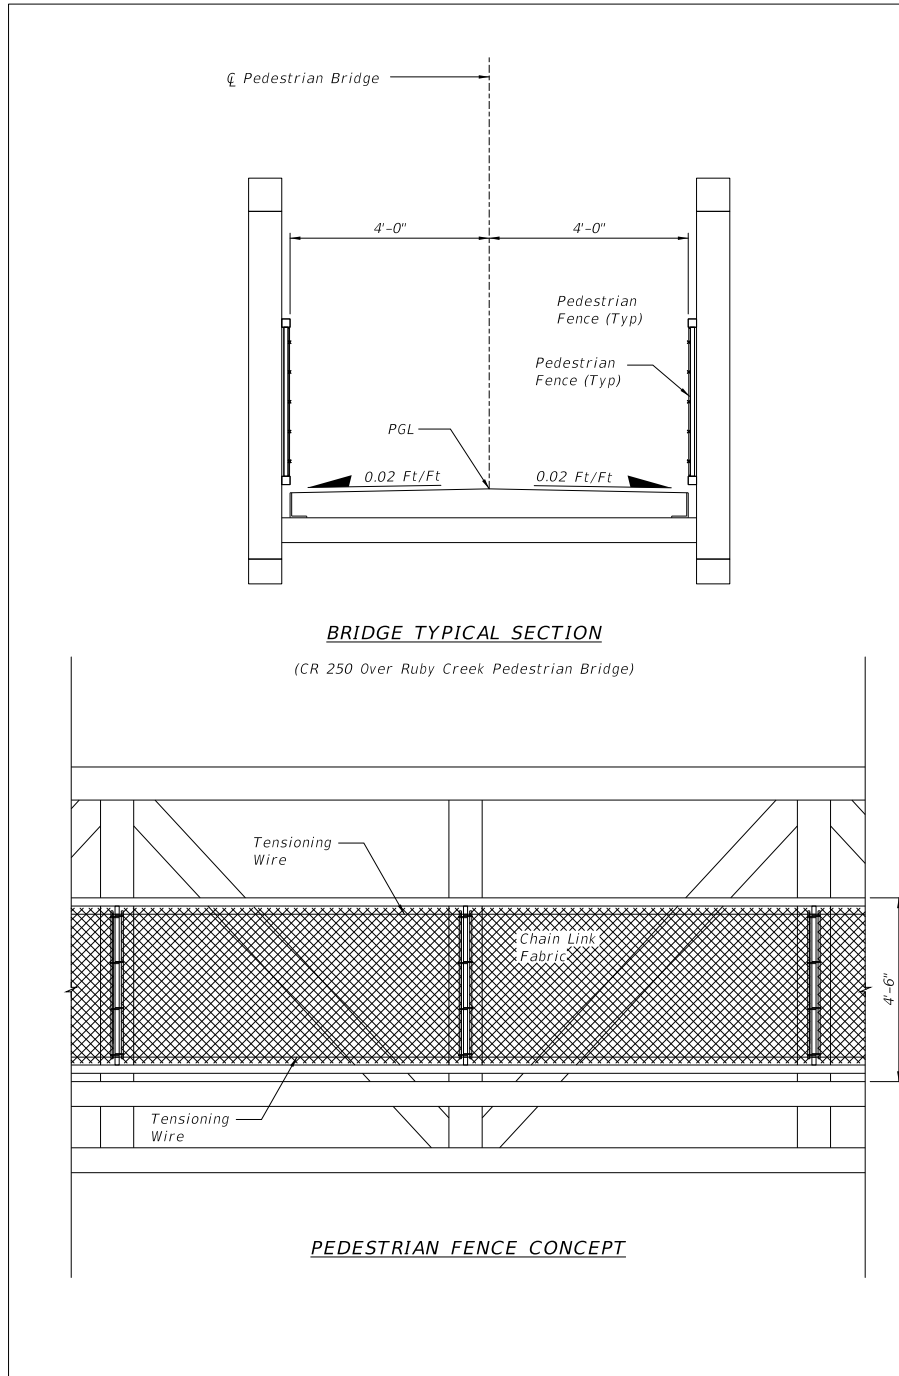 ℄ Pedestrian Bridge
4'-0"
4'-0"
Pedestrian
Fence (Typ)
Pedestrian
Fence (Typ)
PGL
0.02 Ft/Ft
0.02 Ft/Ft
BRIDGE TYPICAL SECTION
(CR 250 Over Ruby Creek Pedestrian Bridge)
Tensioning
Wire
Chain Link
Fabric
4'-6"
Tensioning
Wire
PEDESTRIAN FENCE CONCEPT